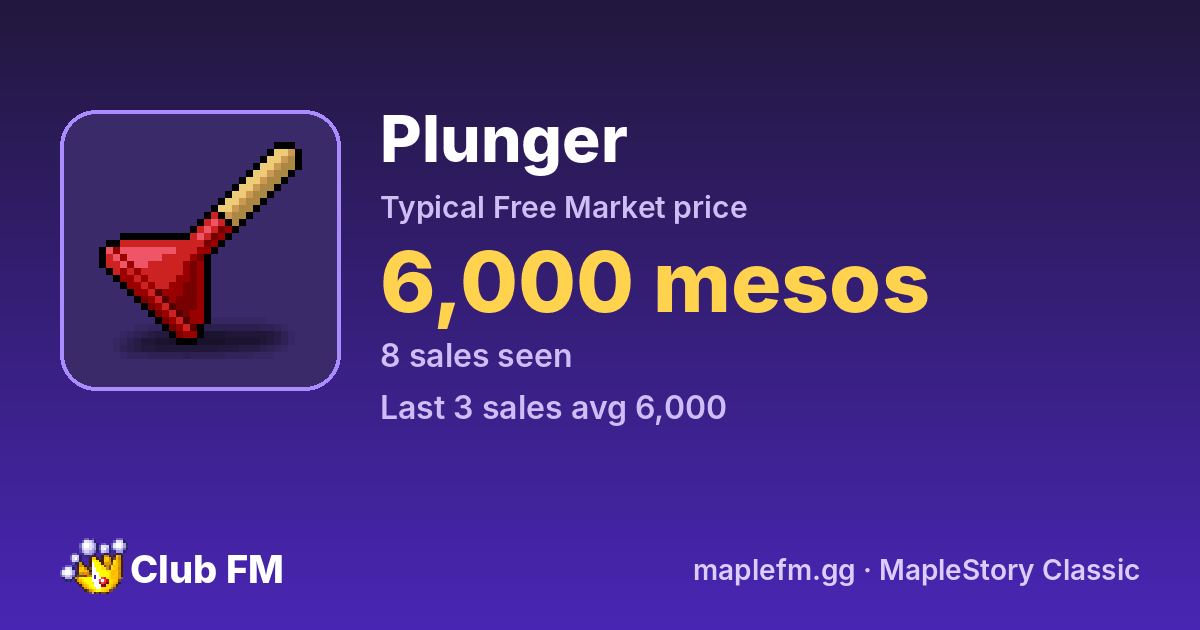 Plunger
Typical Free Market price
6,000 mesos
8 sales seen
Last 3 sales avg 6,000
Club FM
maplefm.gg · MapleStory Classic